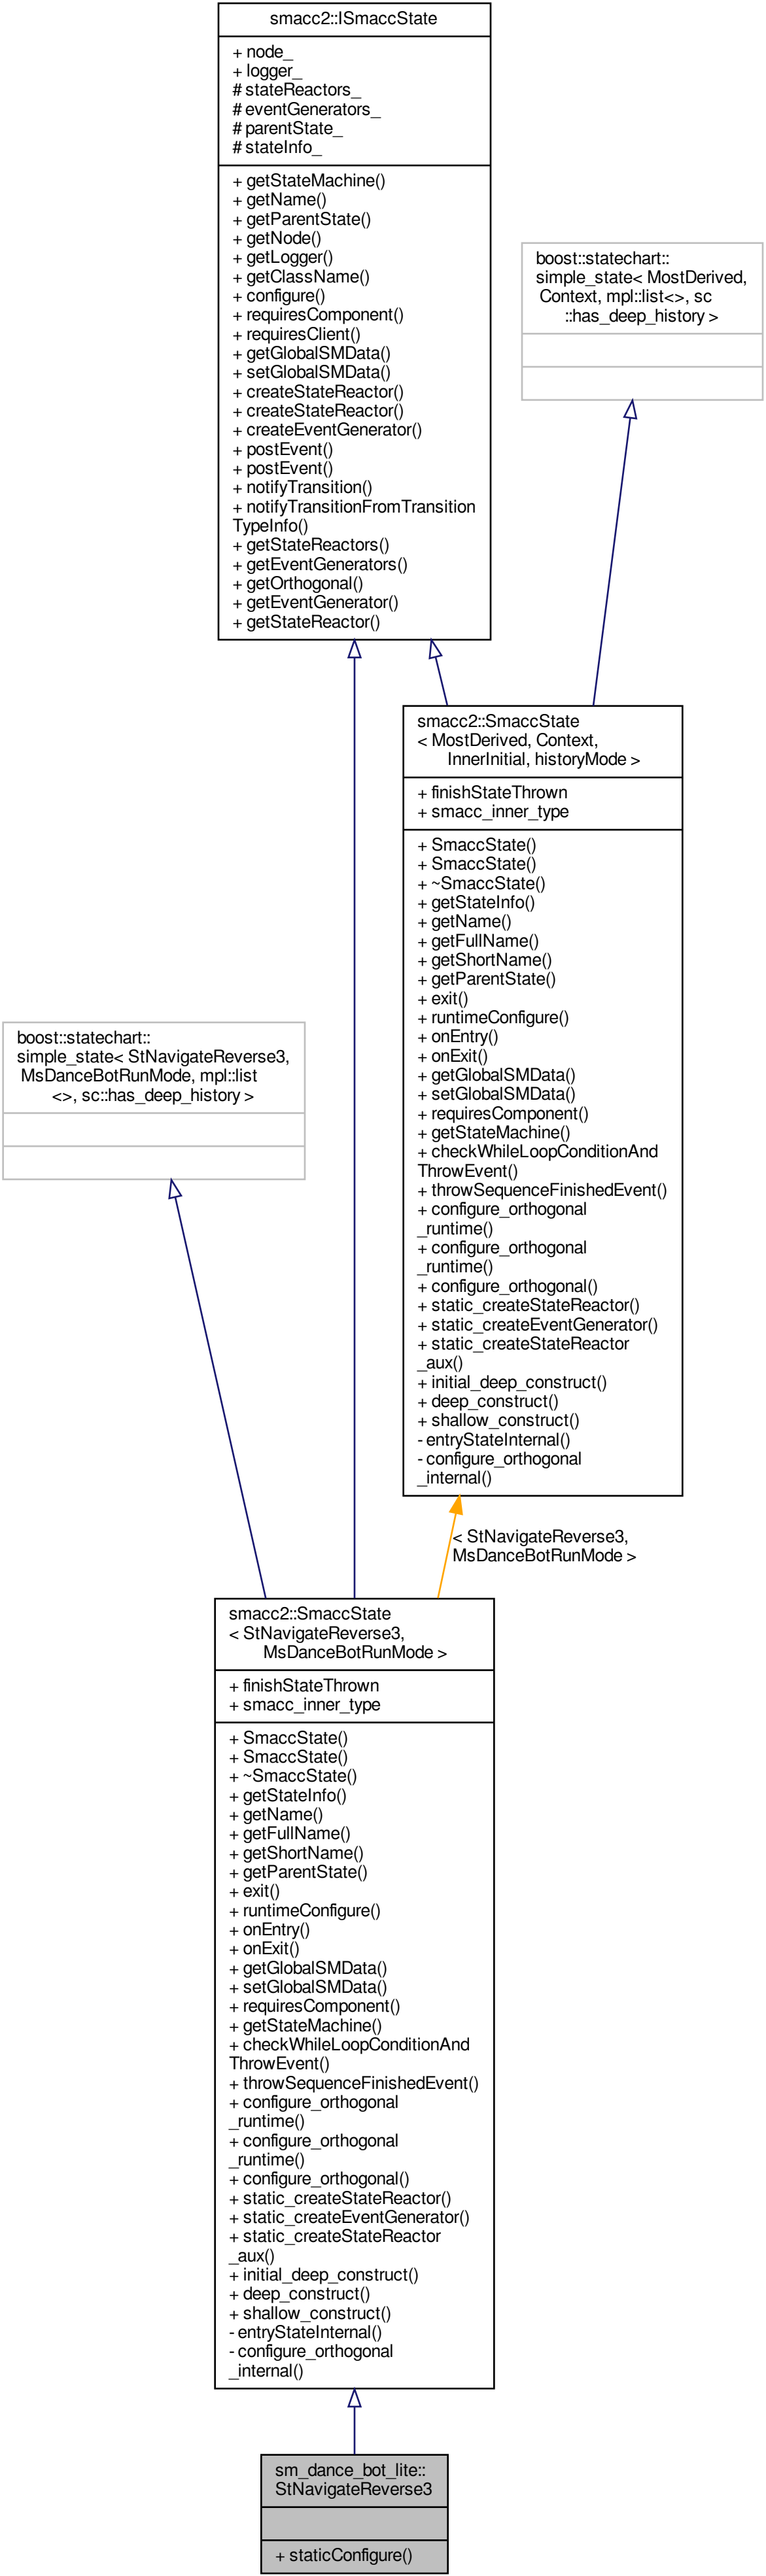 smacc2::ISmaccState
+ node_
+ logger_
# stateReactors_
# eventGenerators_
# parentState_
# stateInfo_
+ getStateMachine()
+ getName()
+ getParentState()
+ getNode()
+ getLogger()
+ getClassName()
+ configure()
+ requiresComponent()
+ requiresClient()
+ getGlobalSMData()
+ setGlobalSMData()
+ createStateReactor()
+ createStateReactor()
+ createEventGenerator()
+ postEvent()
+ postEvent()
+ notifyTransition()
+ notifyTransitionFromTransition
TypeInfo()
+ getStateReactors()
+ getEventGenerators()
+ getOrthogonal()
+ getEventGenerator()
+ getStateReactor()
boost::statechart::
simple_state< MostDerived,
Context, mpl::list<>, sc
::has_deep_history >
smacc2::SmaccState
< MostDerived, Context,
InnerInitial, historyMode >
+ finishStateThrown
+ smacc_inner_type
+ SmaccState()
+ SmaccState()
+ ~SmaccState()
+ getStateInfo()
+ getName()
+ getFullName()
+ getShortName()
+ getParentState()
+ exit()
+ runtimeConfigure()
+ onEntry()
+ onExit()
+ getGlobalSMData()
+ setGlobalSMData()
+ requiresComponent()
+ getStateMachine()
+ checkWhileLoopConditionAnd
ThrowEvent()
+ throwSequenceFinishedEvent()
+ configure_orthogonal
_runtime()
+ configure_orthogonal
_runtime()
+ configure_orthogonal()
+ static_createStateReactor()
+ static_createEventGenerator()
+ static_createStateReactor
_aux()
+ initial_deep_construct()
+ deep_construct()
+ shallow_construct()
- entryStateInternal()
- configure_orthogonal
_internal()
boost::statechart::
simple_state< StNavigateReverse3,
MsDanceBotRunMode, mpl::list
<>, sc::has_deep_history >
< StNavigateReverse3,
MsDanceBotRunMode >
smacc2::SmaccState
< StNavigateReverse3,
MsDanceBotRunMode >
+ finishStateThrown
+ smacc_inner_type
+ SmaccState()
+ SmaccState()
+ ~SmaccState()
+ getStateInfo()
+ getName()
+ getFullName()
+ getShortName()
+ getParentState()
+ exit()
+ runtimeConfigure()
+ onEntry()
+ onExit()
+ getGlobalSMData()
+ setGlobalSMData()
+ requiresComponent()
+ getStateMachine()
+ checkWhileLoopConditionAnd
ThrowEvent()
+ throwSequenceFinishedEvent()
+ configure_orthogonal
_runtime()
+ configure_orthogonal
_runtime()
+ configure_orthogonal()
+ static_createStateReactor()
+ static_createEventGenerator()
+ static_createStateReactor
_aux()
+ initial_deep_construct()
+ deep_construct()
+ shallow_construct()
- entryStateInternal()
- configure_orthogonal
_internal()
sm_dance_bot_lite::
StNavigateReverse3
+ staticConfigure()